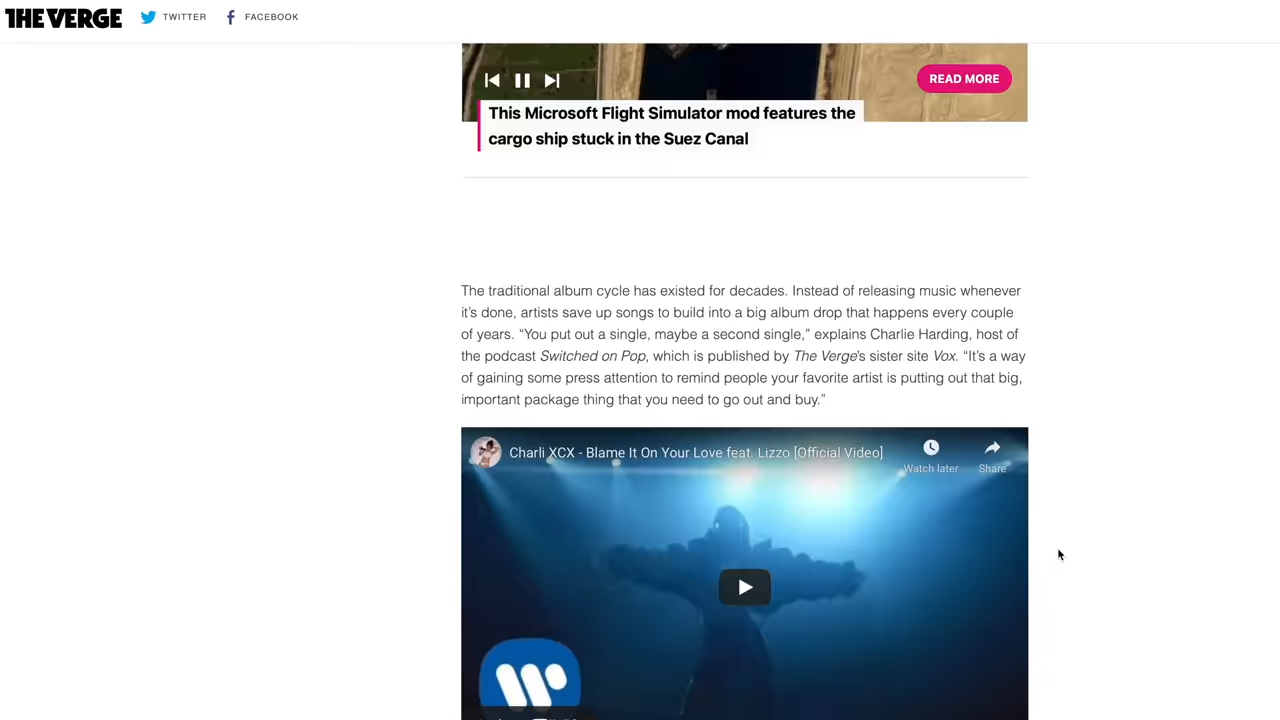 THE VERGE TWITTER FACEBOOK
READ MORE
This Microsoft Flight Simulator mod features the
cargo ship stuck in the Suez Canal
The traditional album cycle has existed for decades. Instead of releasing music whenever
it’s done, artists save up songs to build into a big album drop that happens every couple
of years. “You put out a single, maybe a second single,” explains Charlie Harding, host of
the podcast Switched on Pop, which is published by The Verge’s sister site Vox. “It’s a way
of gaining some press attention to remind people your favorite artist is putting out that big,
important package thing that you need to go out and buy.”
Charli XCX - Blame It On Your Love feat. Lizzo [Official Video]
Watch later Share